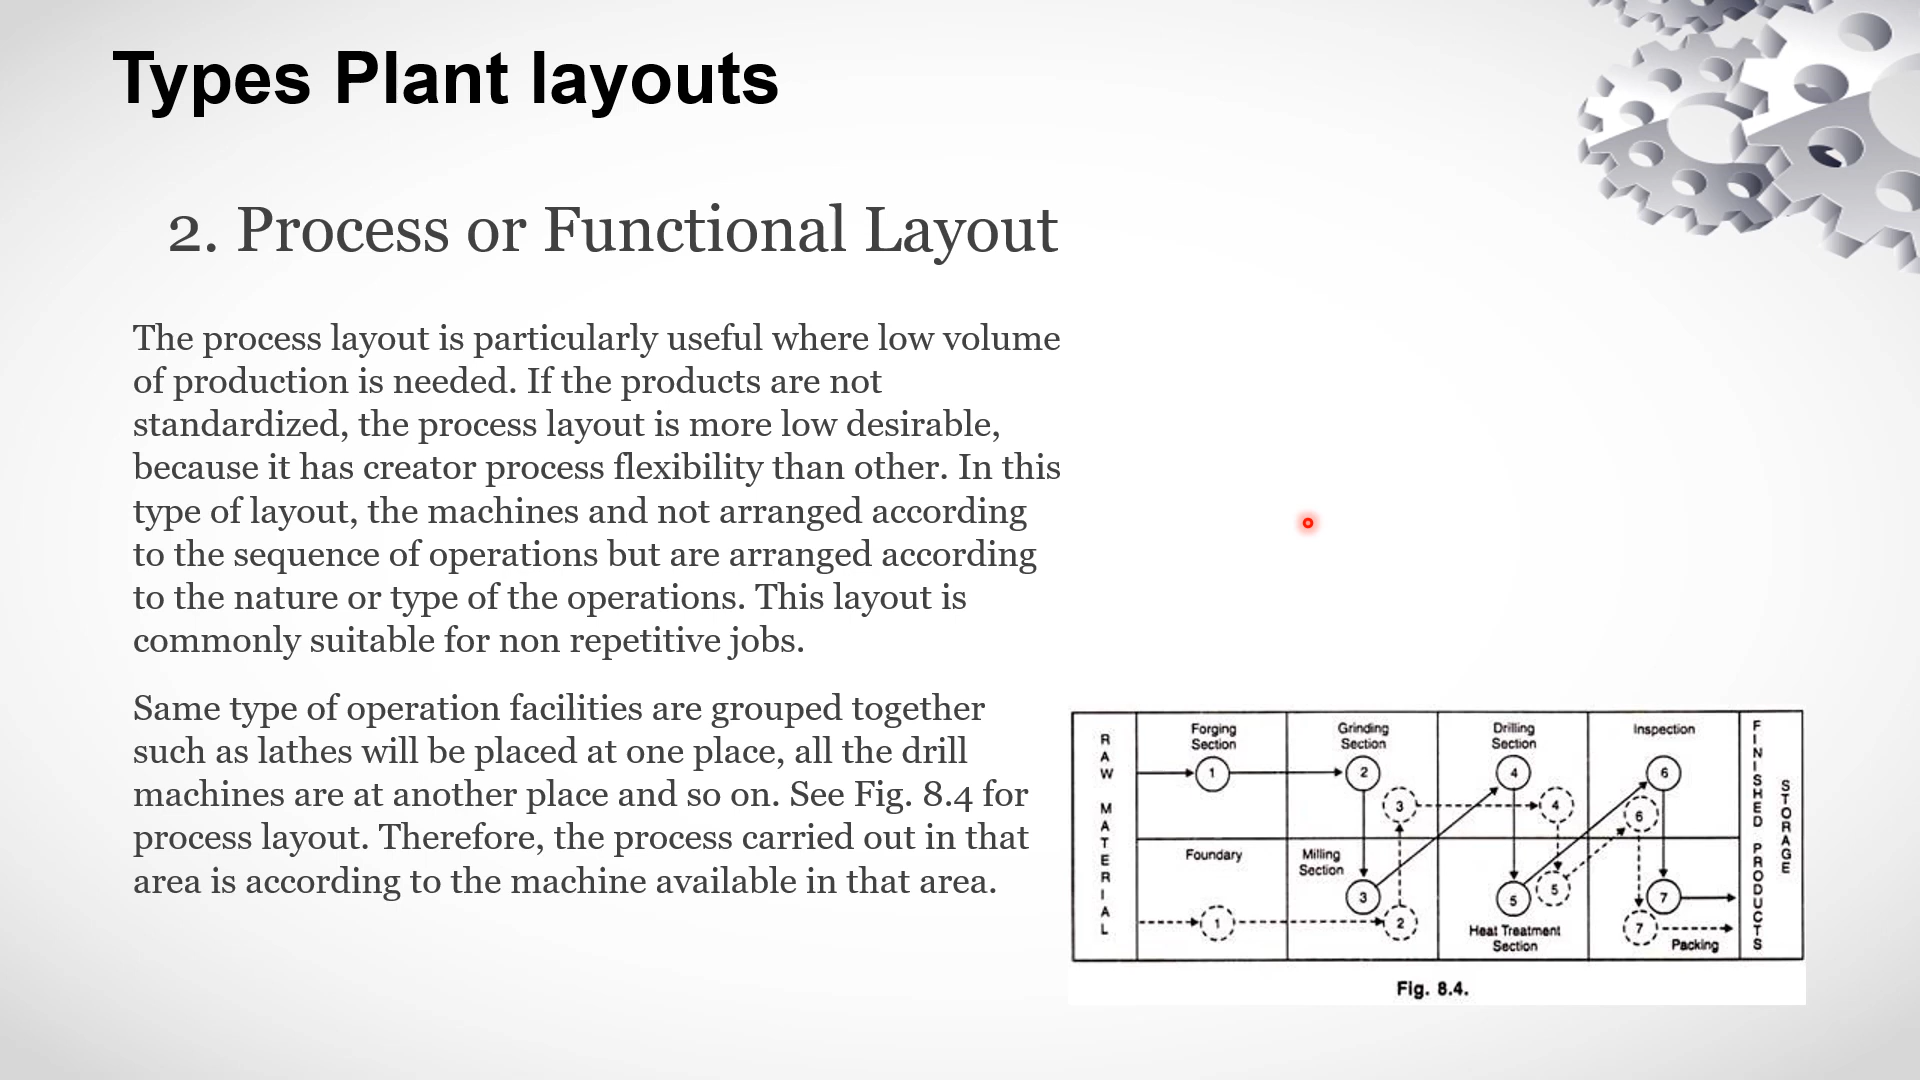 Types Plant layouts
2. Process or Functional Layout
The process layout is particularly useful where low volume
of production is needed. If the products are not
standardized, the process layout is more low desirable,
because it has creator process flexibility than other. In this
type of layout, the machines and not arranged according
to the sequence of operations but are arranged according
to the nature or type of the operations. This layout is
commonly suitable for non repetitive jobs.
Same type of operation facilities are grouped together
such as lathes will be placed at one place, all the drill
machines are at another place and so on. See Fig. 8.4 for
process layout. Therefore, the process carried out in that
area is according to the machine available in that area.
RAW MATERIAL
Forging
Section
1
Grinding
Section
2
3
Drilling
Section
4
4
Inspection
6
6
Foundary
1
Milling
Section
3
2
5
5
Heat Treatment
Section
7
7
Packing
FINISHED PRODUCTS
STORAGE
Fig. 8.4.